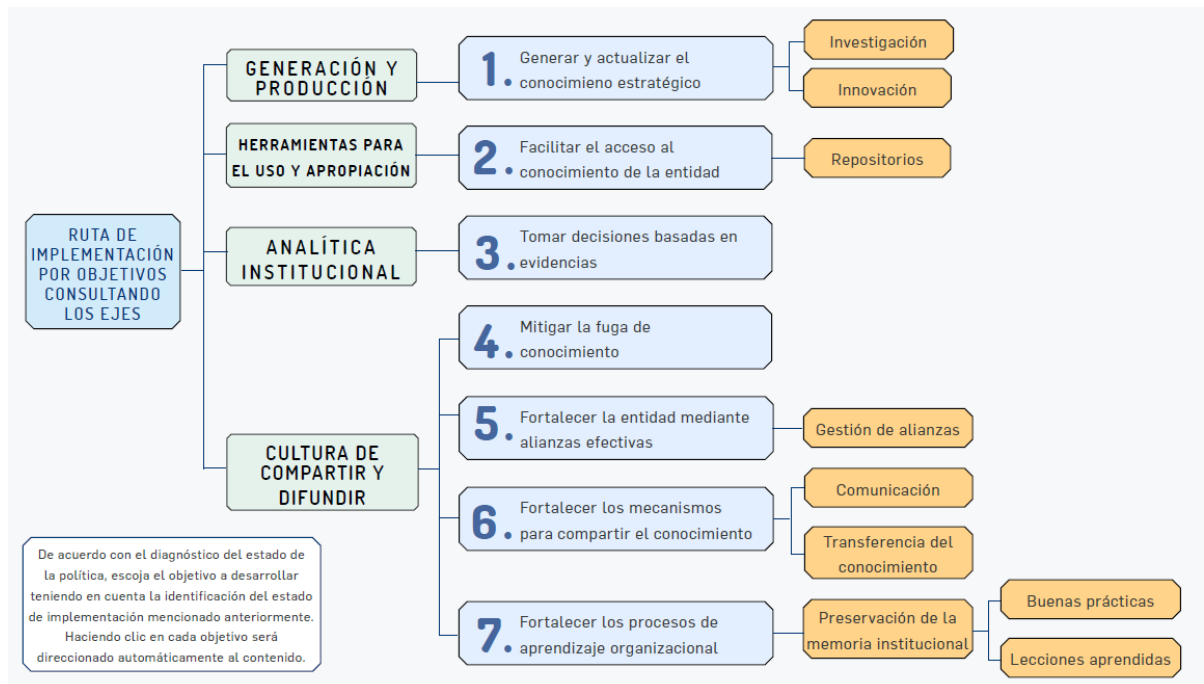 RUTA DE
IMPLEMENTACIÓN
POR OBJETIVOS
CONSULTANDO
LOS EJES
GENERACIÓN Y
PRODUCCIÓN
1.
Generar y actualizar el
conocimieno estratégico
Investigación
Innovación
HERRAMIENTAS PARA
EL USO Y APROPIACIÓN
2.
Facilitar el acceso al
conocimiento de la entidad
Repositorios
ANALÍTICA
INSTITUCIONAL
3.
Tomar decisiones basadas en
evidencias
CULTURA DE
COMPARTIR Y
DIFUNDIR
4.
Mitigar la fuga de
conocimiento
5.
Fortalecer la entidad mediante
alianzas efectivas
Gestión de alianzas
6.
Fortalecer los mecanismos
para compartir el conocimiento
Comunicación
Transferencia del
conocimiento
7.
Fortalecer los procesos de
aprendizaje organizacional
Preservación de la
memoria institucional
Buenas prácticas
Lecciones aprendidas
De acuerdo con el diagnóstico del estado de
la política, escoja el objetivo a desarrollar
teniendo en cuenta la identificación del estado
de implementación mencionado anteriormente.
Haciendo clic en cada objetivo será
direccionado automáticamente al contenido.